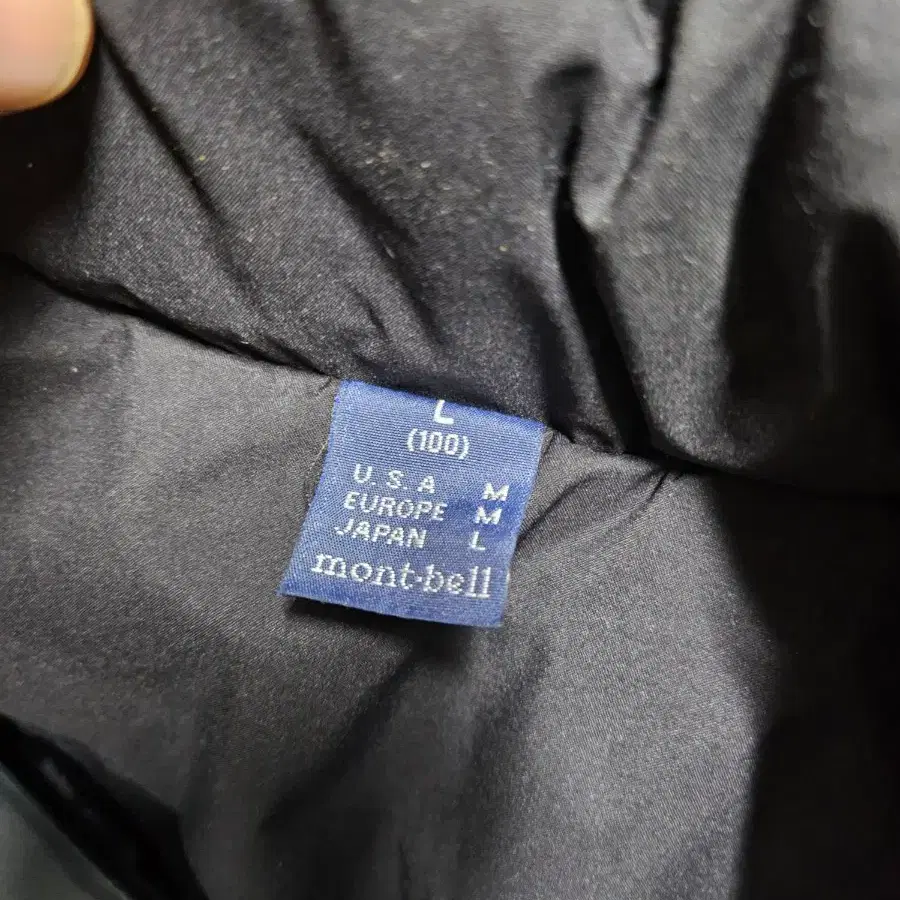 L
(100)
U.S.A M
EUROPE M
JAPAN L
mont-bell